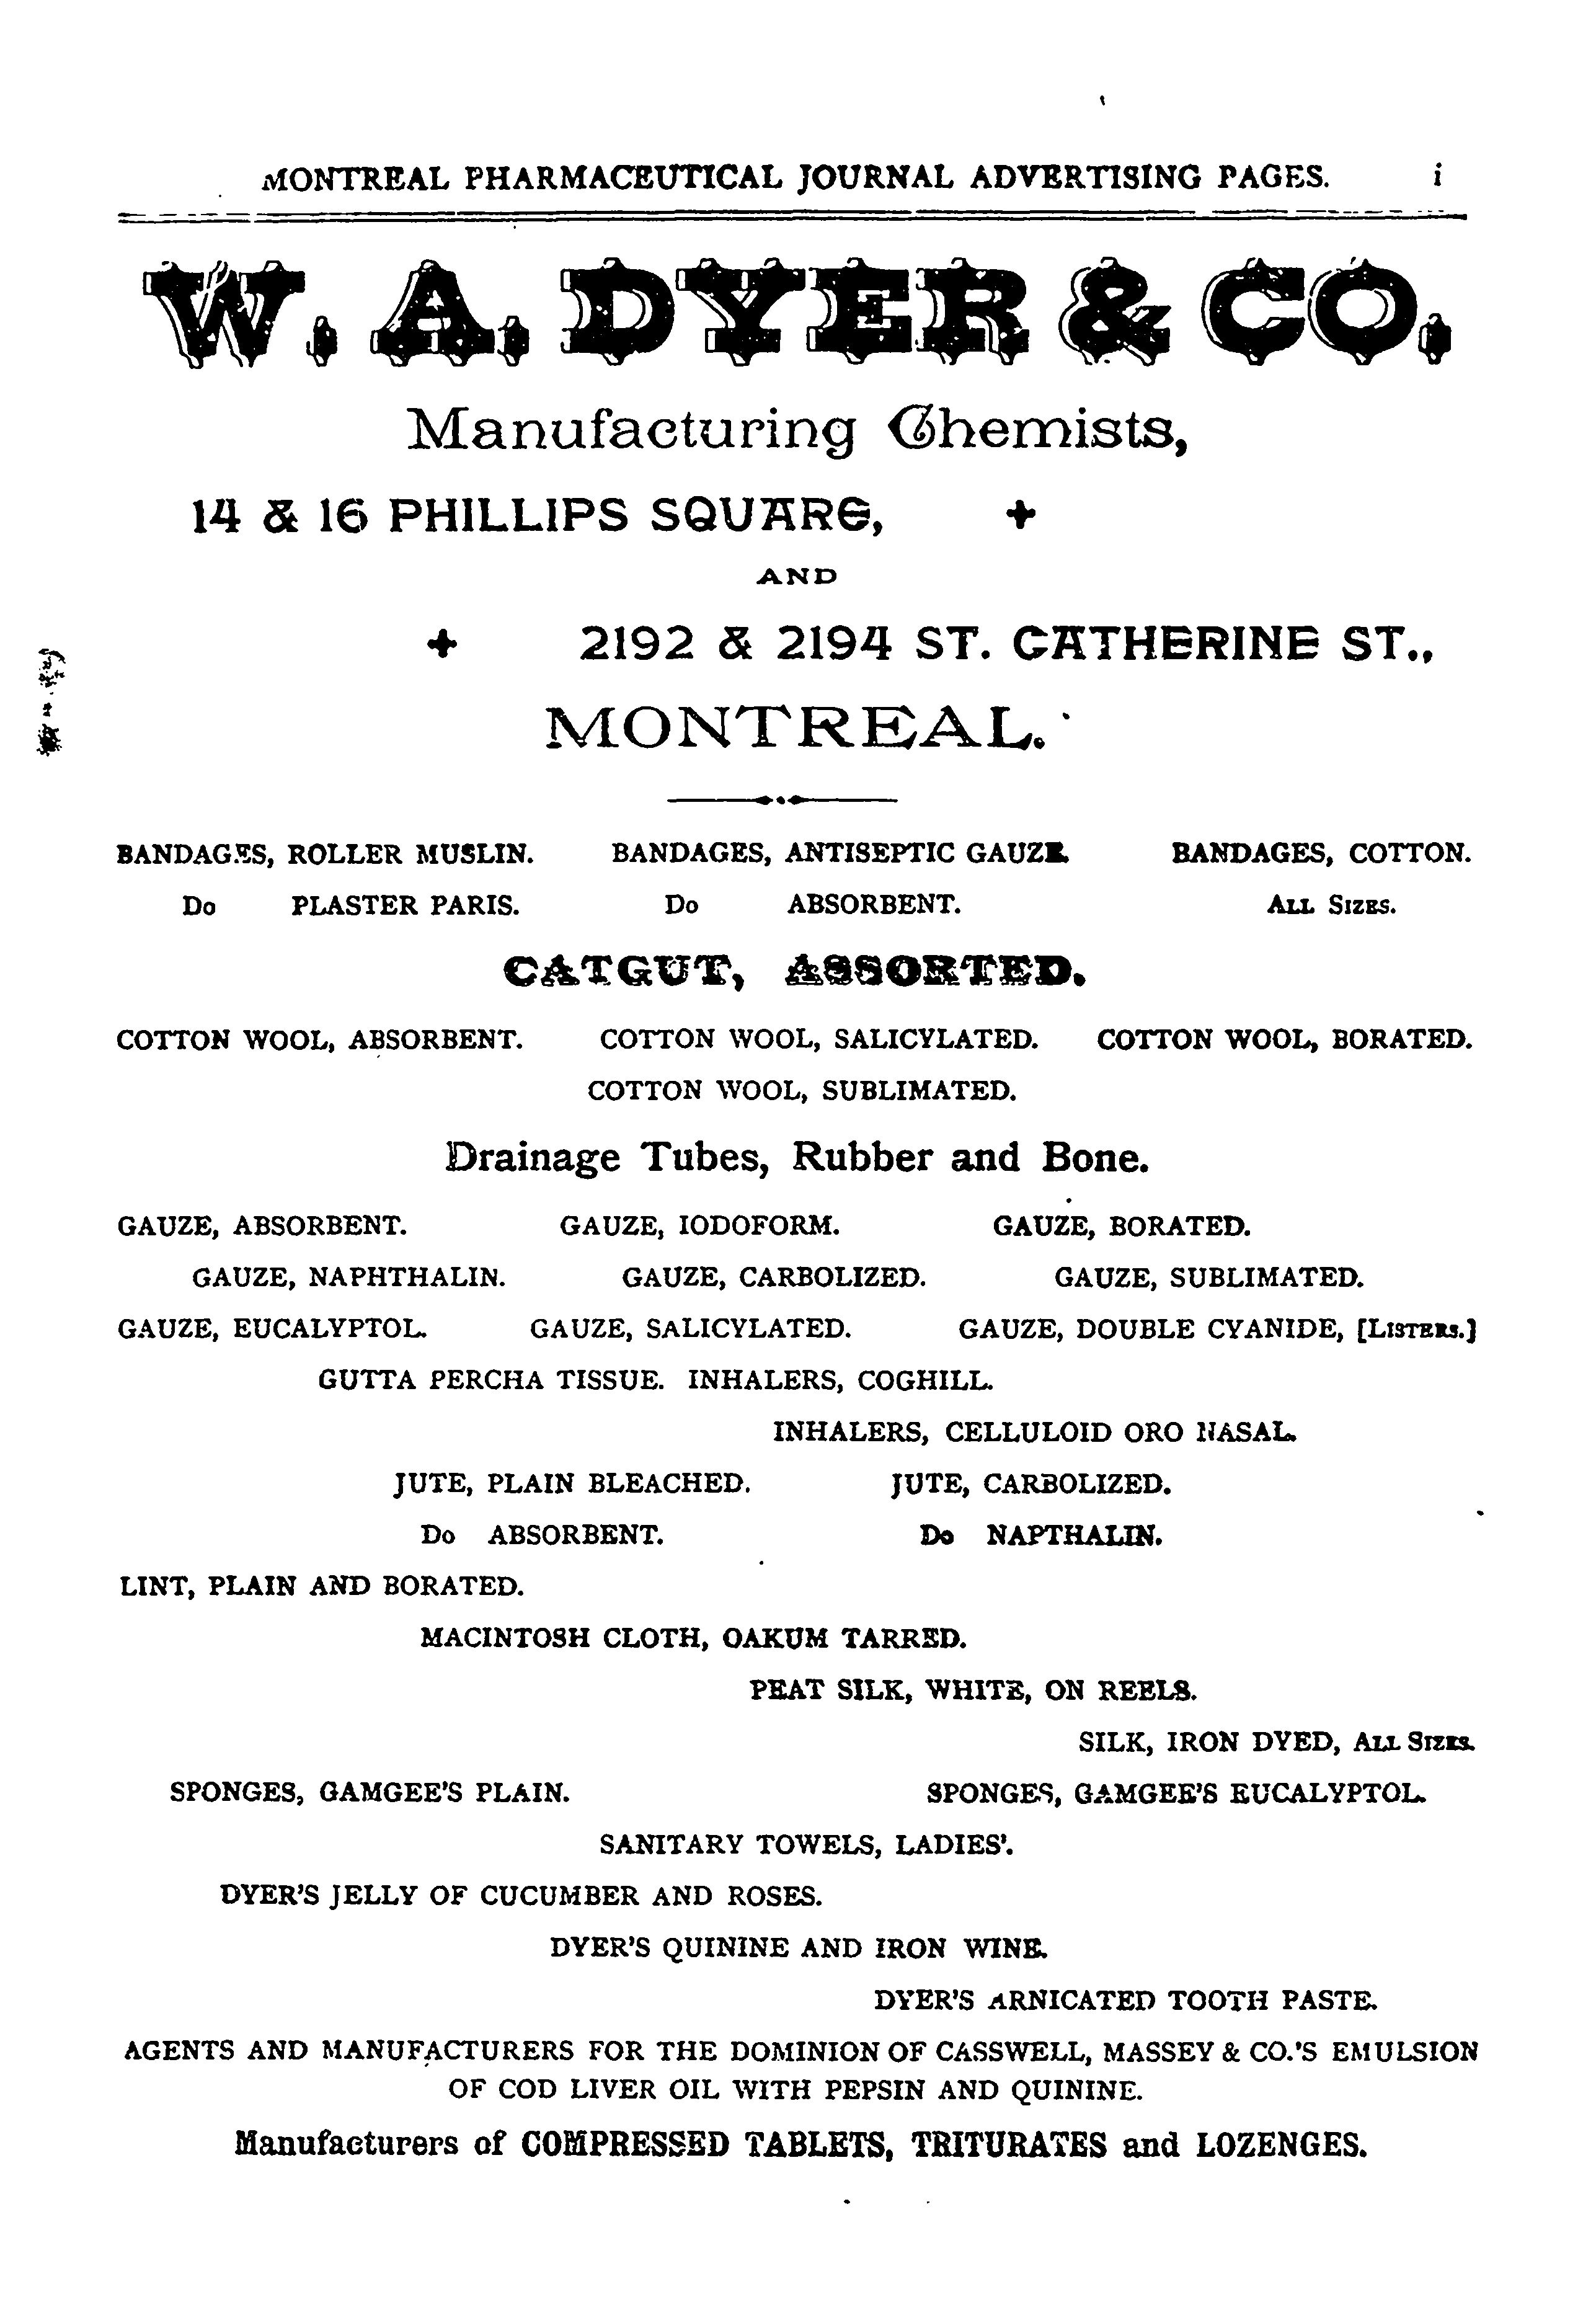 MONTREAL PHARMACEUTICAL JOURNAL ADVERTISING PAGES. i
W. A. DYER & CO.
Manufacturing Chemists,
14 & 16 PHILLIPS SQUARE,
AND
2192 & 2194 ST. CATHERINE ST.,
MONTREAL.
BANDAGES, ROLLER MUSLIN. BANDAGES, ANTISEPTIC GAUZE. BANDAGES, COTTON.
Do PLASTER PARIS. Do ABSORBENT. ALL SIZES.
CATGUT, ASSORTED.
COTTON WOOL, ABSORBENT. COTTON WOOL, SALICYLATED. COTTON WOOL, BORATED.
COTTON WOOL, SUBLIMATED.
Drainage Tubes, Rubber and Bone.
GAUZE, ABSORBENT. GAUZE, IODOFORM. GAUZE, BORATED.
GAUZE, NAPHTHALIN. GAUZE, CARBOLIZED. GAUZE, SUBLIMATED.
GAUZE, EUCALYPTOL. GAUZE, SALICYLATED. GAUZE, DOUBLE CYANIDE, [LISTERS.]
GUTTA PERCHA TISSUE. INHALERS, COGHILL.
INHALERS, CELLULOID ORO NASAL.
JUTE, PLAIN BLEACHED. JUTE, CARBOLIZED.
Do ABSORBENT. Do NAPTHALIN.
LINT, PLAIN AND BORATED.
MACINTOSH CLOTH, OAKUM TARRED.
PEAT SILK, WHITE, ON REELS.
SILK, IRON DYED, ALL SIZES.
SPONGES, GAMGEE'S PLAIN. SPONGES, GAMGEE'S EUCALYPTOL.
SANITARY TOWELS, LADIES'.
DYER'S JELLY OF CUCUMBER AND ROSES.
DYER'S QUININE AND IRON WINE.
DYER'S ARNICATED TOOTH PASTE.
AGENTS AND MANUFACTURERS FOR THE DOMINION OF CASSWELL, MASSEY & CO.'S EMULSION
OF COD LIVER OIL WITH PEPSIN AND QUININE.
Manufacturers of COMPRESSED TABLETS, TRITURATES and LOZENGES.